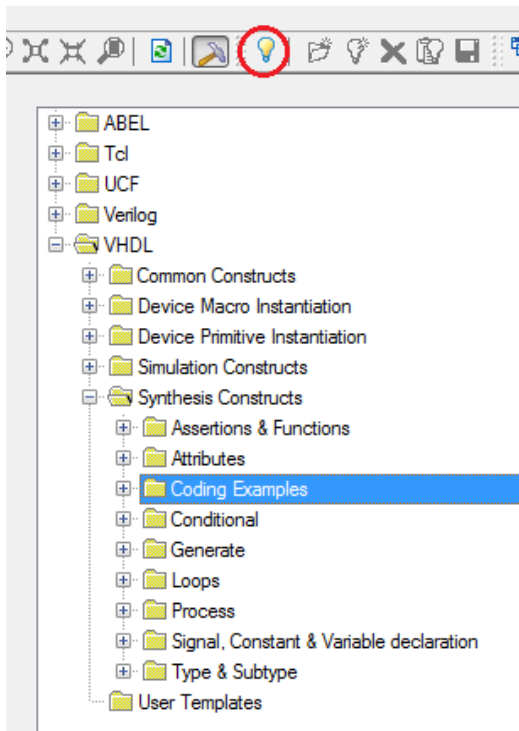 ABEL
Tcl
UCF
Verilog
VHDL
Common Constructs
Device Macro Instantiation
Device Primitive Instantiation
Simulation Constructs
Synthesis Constructs
Assertions & Functions
Attributes
Coding Examples
Conditional
Generate
Loops
Process
Signal, Constant & Variable declaration
Type & Subtype
User Templates